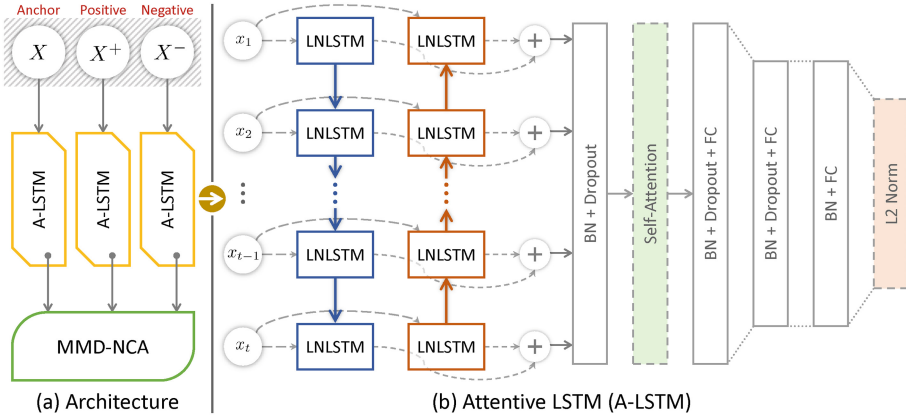 Anchor Positive Negative
X X⁺ X⁻
A-LSTM A-LSTM A-LSTM
MMD-NCA
(a) Architecture
x₁ LNLSTM LNLSTM +
x₂ LNLSTM LNLSTM +
xₜ₋₁ LNLSTM LNLSTM +
xₜ LNLSTM LNLSTM +
BN + Dropout
Self-Attention
BN + Dropout + FC
BN + Dropout + FC
BN + FC
L2 Norm
(b) Attentive LSTM (A-LSTM)